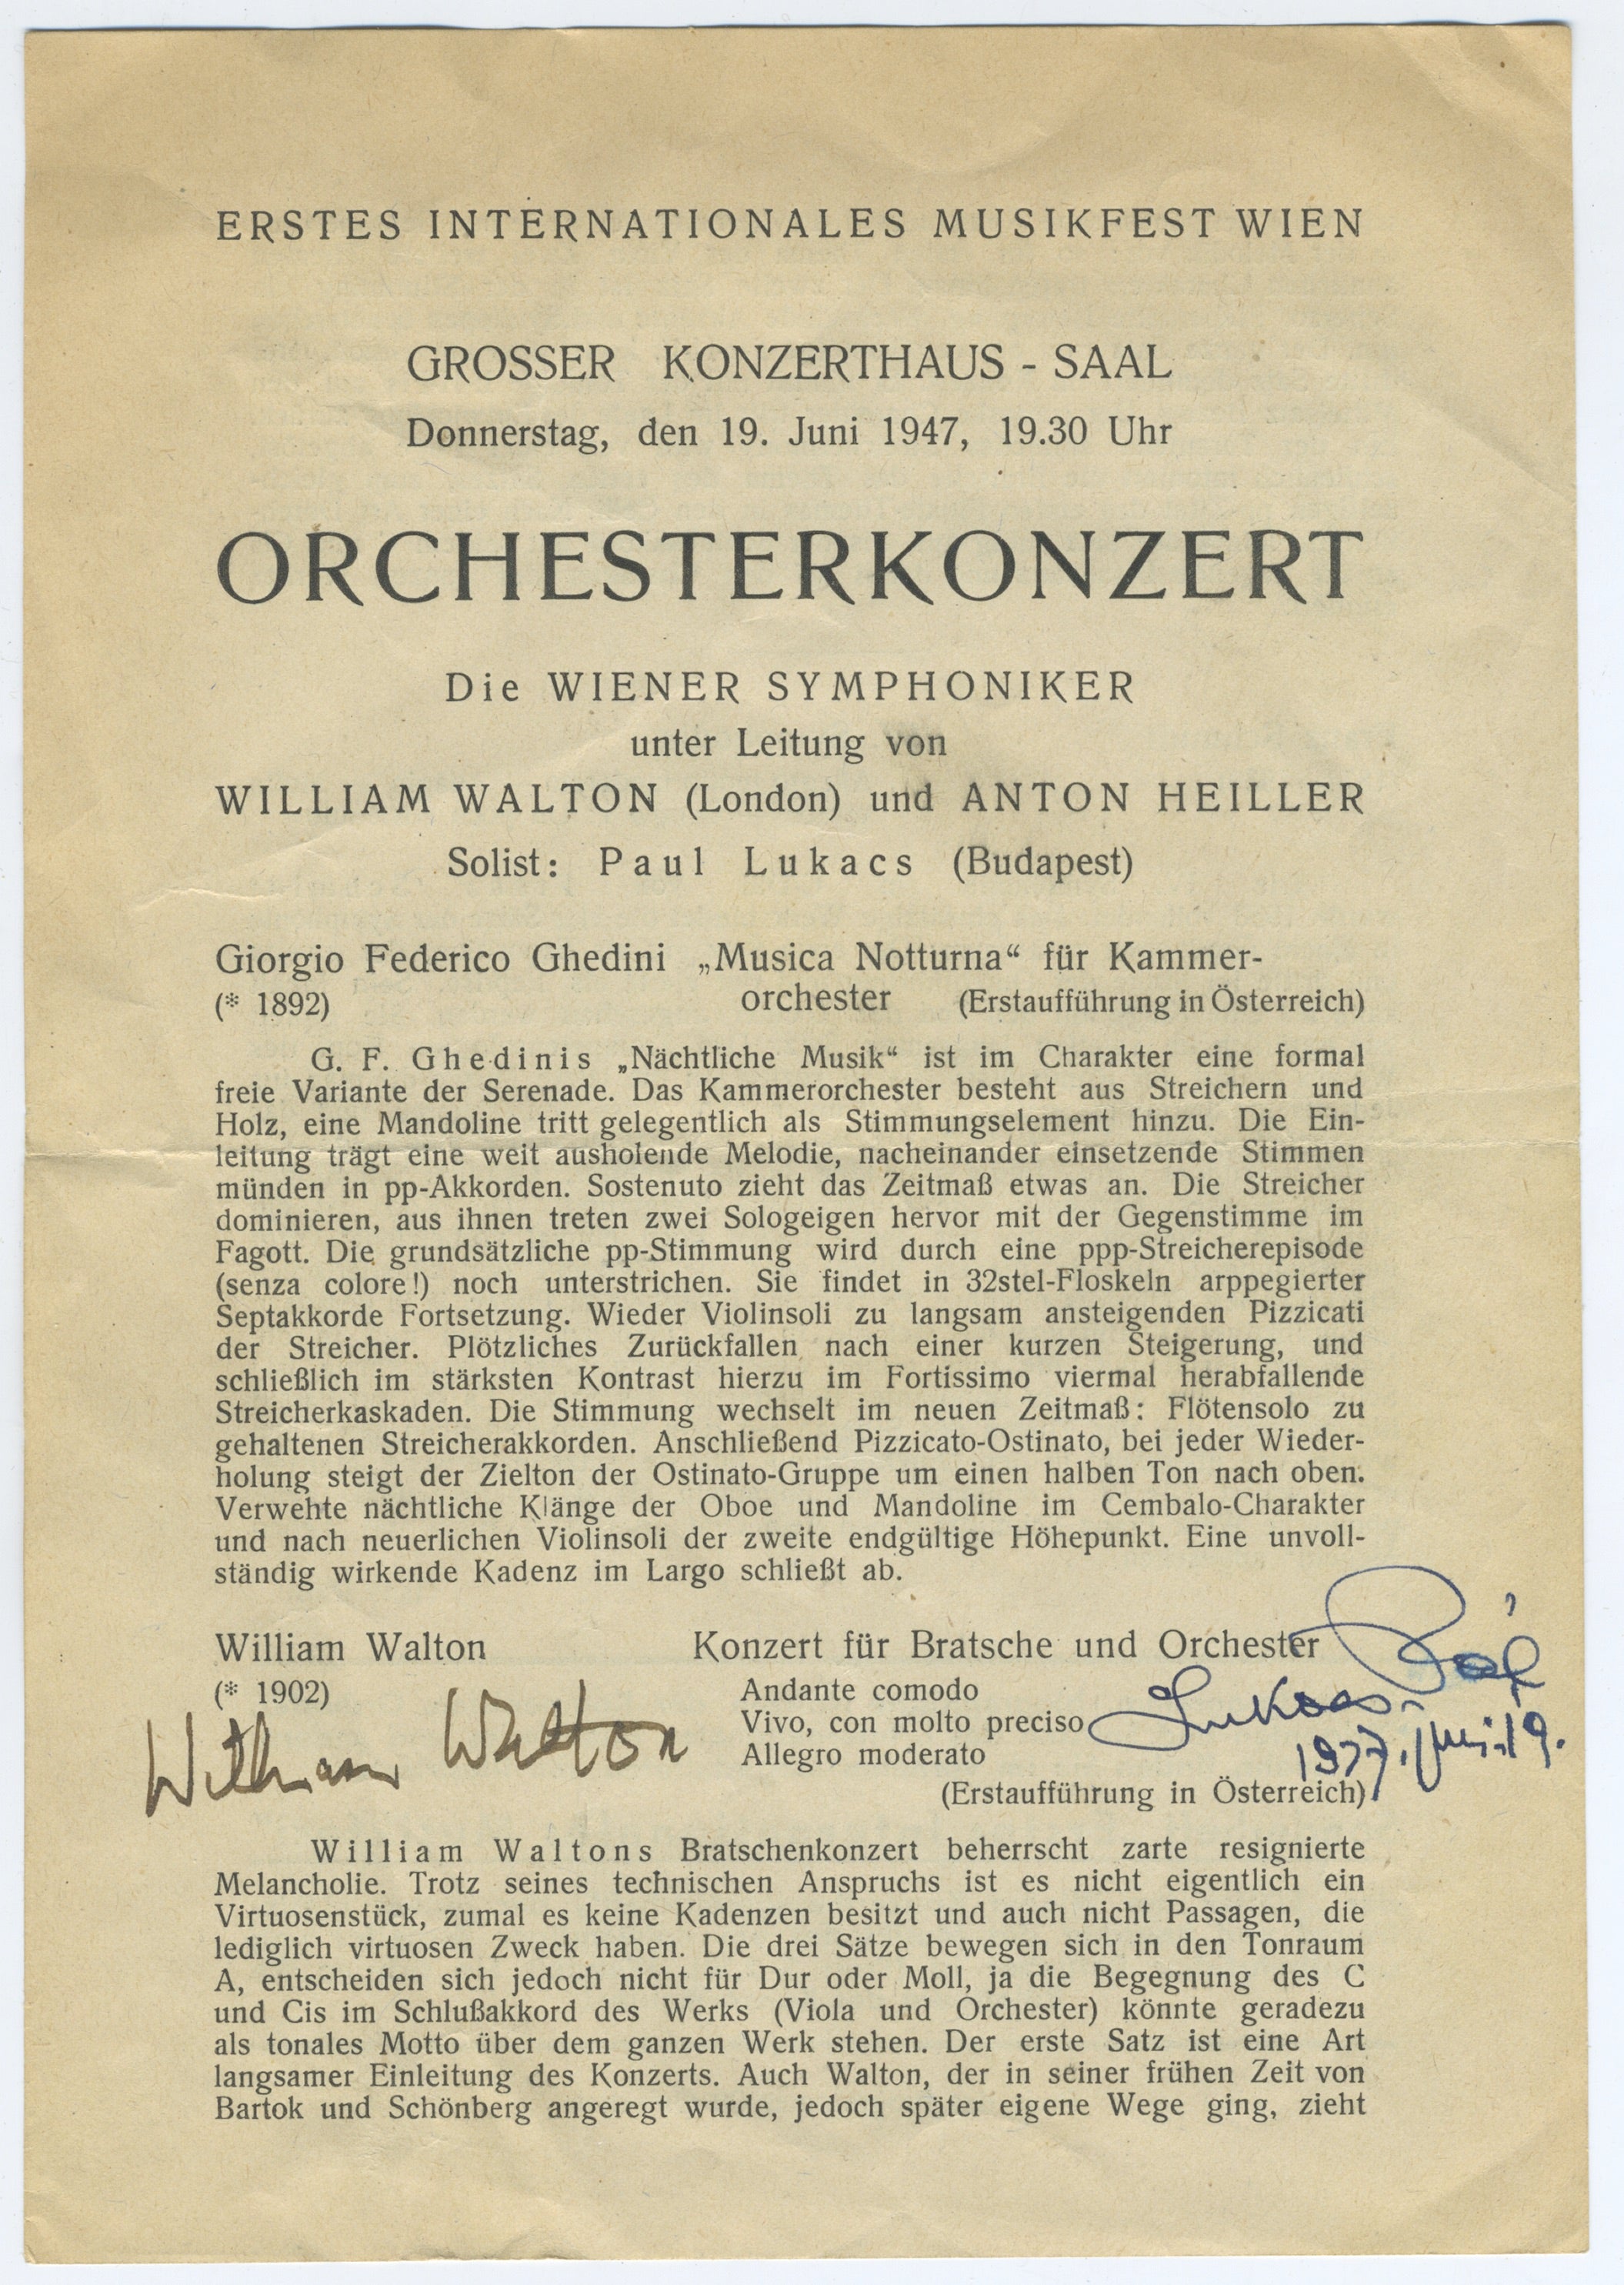 ERSTES INTERNATIONALES MUSIKFEST WIEN
GROSSER KONZERTHAUS - SAAL
Donnerstag, den 19. Juni 1947, 19.30 Uhr
ORCHESTERKONZERT
Die WIENER SYMPHONIKER
unter Leitung von
WILLIAM WALTON (London) und ANTON HEILLER
Solist: Paul Lukacs (Budapest)
Giorgio Federico Ghedini „Musica Notturna“ für Kammer-
(* 1892) orchester (Erstaufführung in Österreich)
G. F. Ghedinis „Nächtliche Musik“ ist im Charakter eine formal
freie Variante der Serenade. Das Kammerorchester besteht aus Streichern und
Holz, eine Mandoline tritt gelegentlich als Stimmungselement hinzu. Die Ein-
leitung trägt eine weit ausholende Melodie, nacheinander einsetzende Stimmen
münden in pp-Akkorden. Sostenuto zieht das Zeitmaß etwas an. Die Streicher
dominieren, aus ihnen treten zwei Sologeigen hervor mit der Gegenstimme im
Fagott. Die grundsätzliche pp-Stimmung wird durch eine ppp-Streicherepisode
(senza colore!) noch unterstrichen. Sie findet in 32stel-Floskeln arppegierter
Septakkorde Fortsetzung. Wieder Violinsoli zu langsam ansteigenden Pizzicati
der Streicher. Plötzliches Zurückfallen nach einer kurzen Steigerung, und
schließlich im stärksten Kontrast hierzu im Fortissimo viermal herabfallende
Streicherkaskaden. Die Stimmung wechselt im neuen Zeitmaß: Flötensolo zu
gehaltenen Streicherakkorden. Anschließend Pizzicato-Ostinato, bei jeder Wieder-
holung steigt der Zielton der Ostinato-Gruppe um einen halben Ton nach oben.
Verwehte nächtliche Klänge der Oboe und Mandoline im Cembalo-Charakter
und nach neuerlichen Violinsoli der zweite endgültige Höhepunkt. Eine unvoll-
ständig wirkende Kadenz im Largo schließt ab.
William Walton Konzert für Bratsche und Orchester
(* 1902) Andante comodo
Vivo, con molto preciso
Allegro moderato
(Erstaufführung in Österreich)
William Walton
Pál
Lukács
19.
William Waltons Bratschenkonzert beherrscht zarte resignierte
Melancholie. Trotz seines technischen Anspruchs ist es nicht eigentlich ein
Virtuosenstück, zumal es keine Kadenzen besitzt und auch nicht Passagen, die
lediglich virtuosen Zweck haben. Die drei Sätze bewegen sich in den Tonraum
A, entscheiden sich jedoch nicht für Dur oder Moll, ja die Begegnung des C
und Cis im Schlußakkord des Werks (Viola und Orchester) könnte geradezu
als tonales Motto über dem ganzen Werk stehen. Der erste Satz ist eine Art
langsamer Einleitung des Konzerts. Auch Walton, der in seiner frühen Zeit von
Bartok und Schönberg angeregt wurde, jedoch später eigene Wege ging, zieht